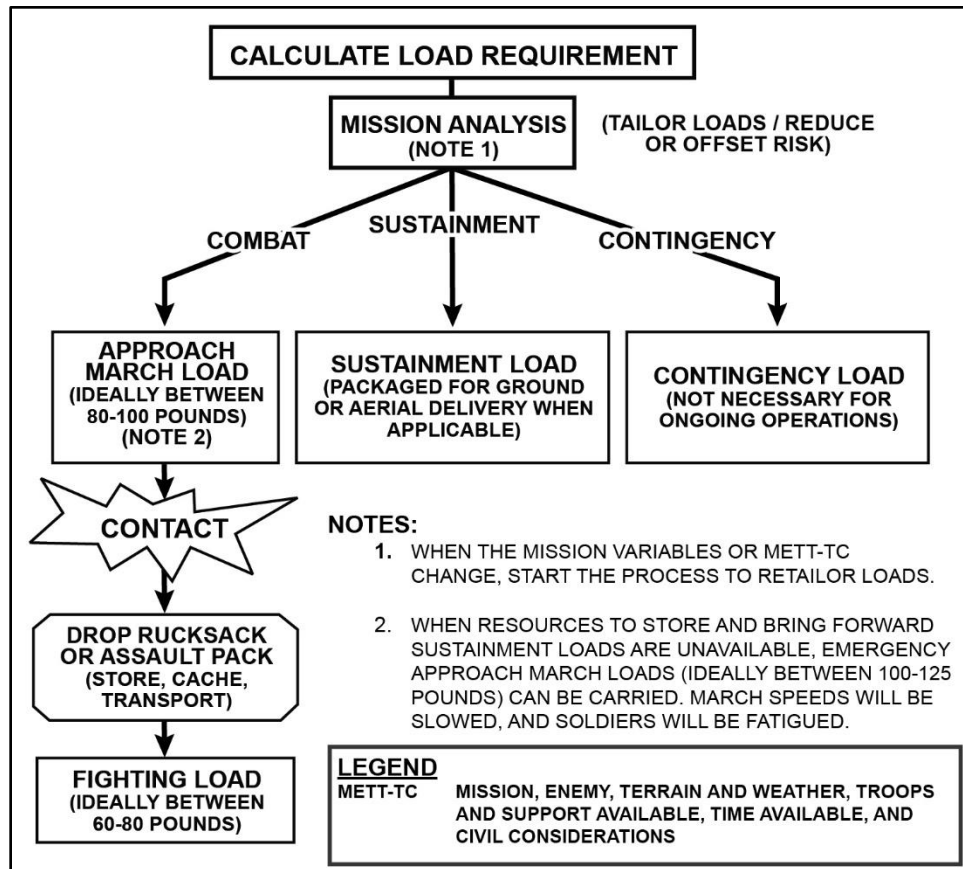 CALCULATE LOAD REQUIREMENT
MISSION ANALYSIS
(NOTE 1)
(TAILOR LOADS / REDUCE
OR OFFSET RISK)
COMBAT
SUSTAINMENT
CONTINGENCY
APPROACH
MARCH LOAD
(IDEALLY BETWEEN
80-100 POUNDS)
(NOTE 2)
SUSTAINMENT LOAD
(PACKAGED FOR GROUND
OR AERIAL DELIVERY WHEN
APPLICABLE)
CONTINGENCY LOAD
(NOT NECESSARY FOR
ONGOING OPERATIONS)
CONTACT
DROP RUCKSACK
OR ASSAULT PACK
(STORE, CACHE,
TRANSPORT)
FIGHTING LOAD
(IDEALLY BETWEEN
60-80 POUNDS)
NOTES:
1. WHEN THE MISSION VARIABLES OR METT-TC
CHANGE, START THE PROCESS TO RETAILOR LOADS.
2. WHEN RESOURCES TO STORE AND BRING FORWARD
SUSTAINMENT LOADS ARE UNAVAILABLE, EMERGENCY
APPROACH MARCH LOADS (IDEALLY BETWEEN 100-125
POUNDS) CAN BE CARRIED. MARCH SPEEDS WILL BE
SLOWED, AND SOLDIERS WILL BE FATIGUED.
LEGEND
METT-TC MISSION, ENEMY, TERRAIN AND WEATHER, TROOPS
AND SUPPORT AVAILABLE, TIME AVAILABLE, AND
CIVIL CONSIDERATIONS